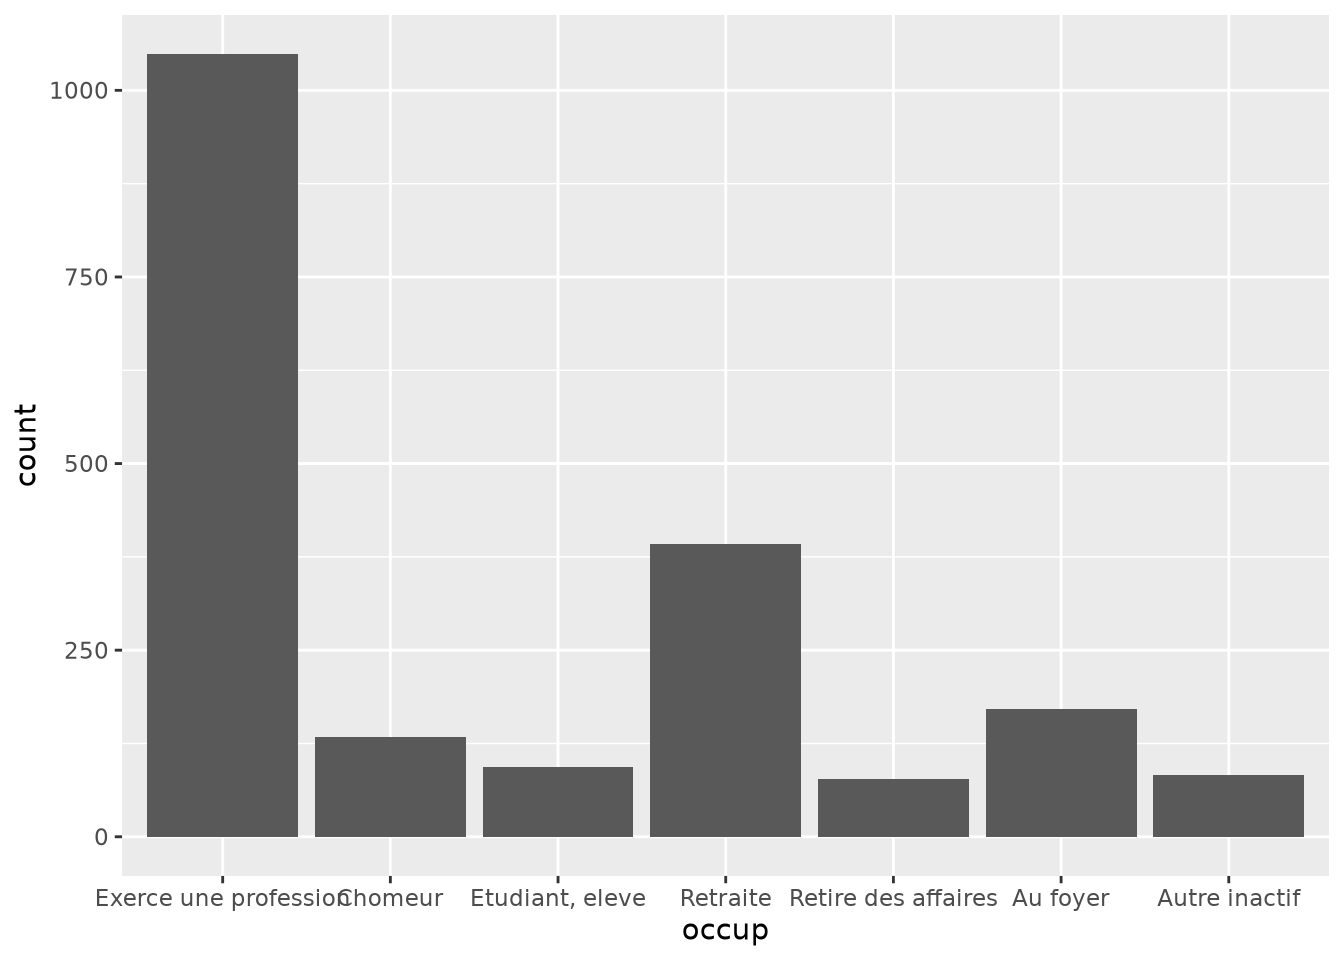 1000
750
500
250
0
count
Exerce une profession Chomeur Etudiant, eleve Retraite Retire des affaires Au foyer Autre inactif
occup